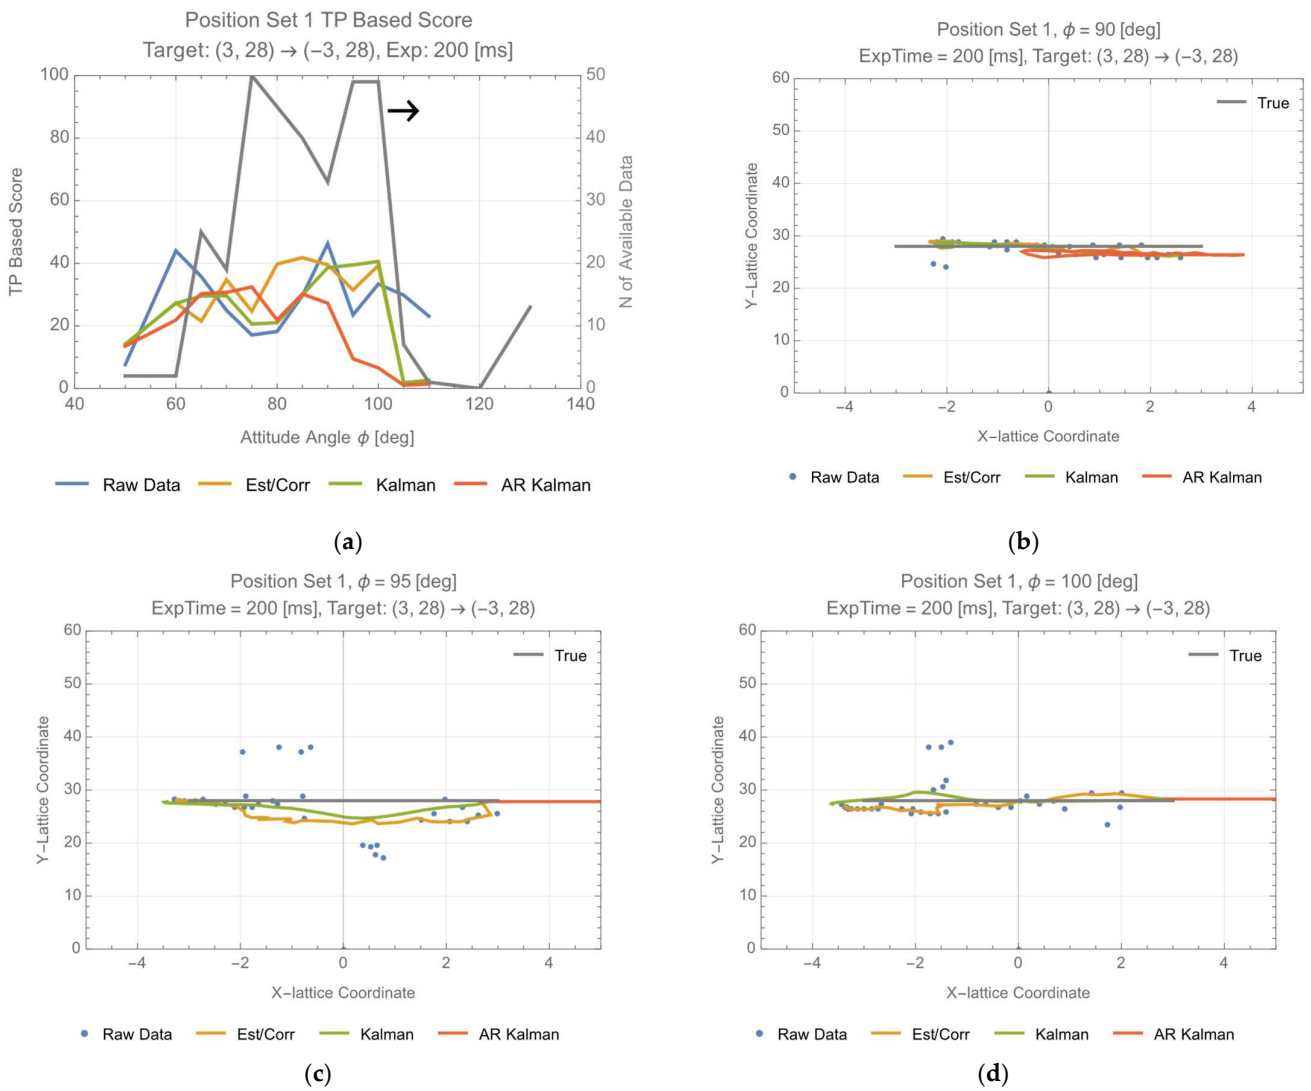 Position Set 1 TP Based Score
Target: (3, 28) → (−3, 28), Exp: 200 [ms]
TP Based Score
100
80
60
40
20
0
50
40
30
20
10
0
N of Available Data
40 60 80 100 120 140
Attitude Angle ϕ [deg]
Raw Data Est/Corr Kalman AR Kalman
(a)
Position Set 1, ϕ = 90 [deg]
ExpTime = 200 [ms], Target: (3, 28) → (−3, 28)
True
Y−Lattice Coordinate
60
50
40
30
20
10
0
−4 −2 0 2 4
X−lattice Coordinate
Raw Data Est/Corr Kalman AR Kalman
(b)
Position Set 1, ϕ = 95 [deg]
ExpTime = 200 [ms], Target: (3, 28) → (−3, 28)
True
Y−Lattice Coordinate
60
50
40
30
20
10
0
−4 −2 0 2 4
X−lattice Coordinate
Raw Data Est/Corr Kalman AR Kalman
(c)
Position Set 1, ϕ = 100 [deg]
ExpTime = 200 [ms], Target: (3, 28) → (−3, 28)
True
Y−Lattice Coordinate
60
50
40
30
20
10
0
−4 −2 0 2 4
X−lattice Coordinate
Raw Data Est/Corr Kalman AR Kalman
(d)